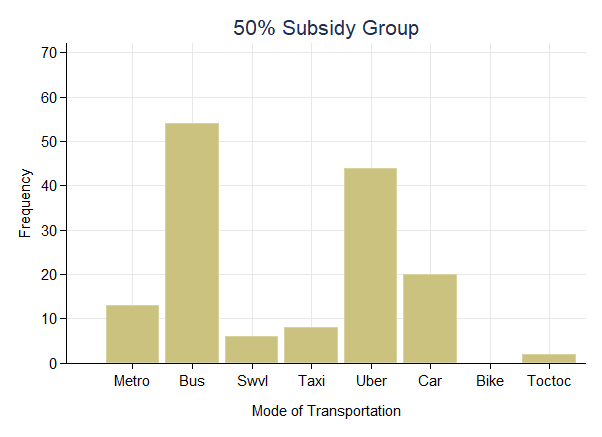 50% Subsidy Group
Frequency
70
60
50
40
30
20
10
0
Metro Bus Swvl Taxi Uber Car Bike Toctoc
Mode of Transportation